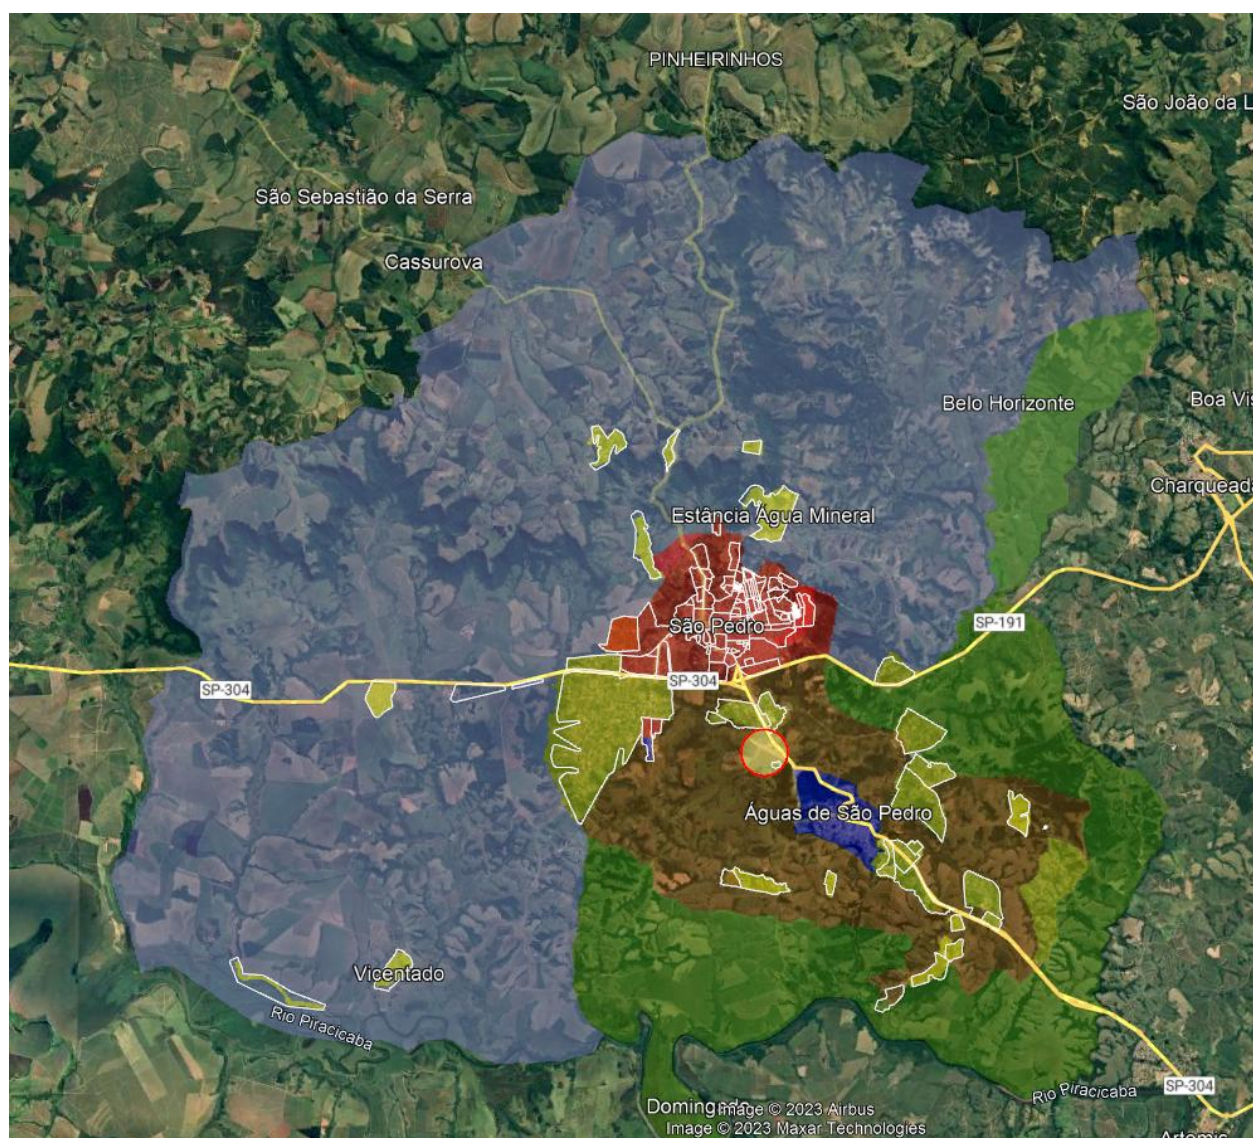 PINHEIRINHOS
São João da L
São Sebastião da Serra
Cassurova
Belo Horizonte
Boa Vis
Charqueada
Estância Água Mineral
São Pedro
SP-191
SP-304
SP-304
Águas de São Pedro
Vicentado
Rio Piracicaba
Rio Piracicaba
SP-304
Image © 2023 Airbus
Image © 2023 Maxar Technologies